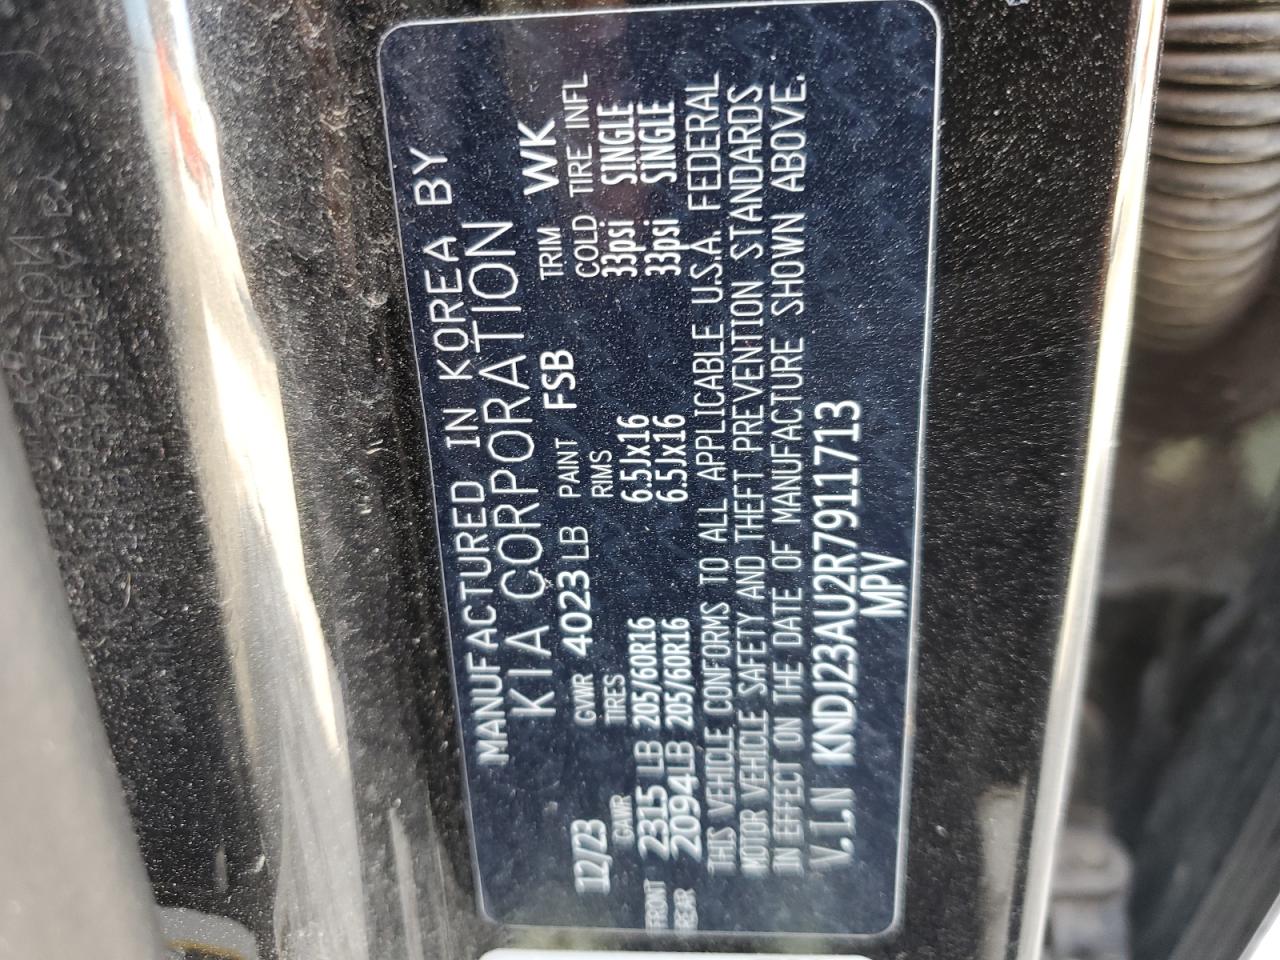 MANUFACTURED IN KOREA BY
KIA CORPORATION
12/23 GVWR 4023 LB PAINT FSB TRIM WK
GAWR TIRES RIMS COLD TIRE INFL
FRONT 2315 LB 205/60R16 6.5Jx16 33psi SINGLE
REAR 2094LB 205/60R16 6.5Jx16 33psi SINGLE
THIS VEHICLE CONFORMS TO ALL APPLICABLE U.S.A. FEDERAL
MOTOR VEHICLE SAFETY AND THEFT PREVENTION STANDARDS
IN EFFECT ON THE DATE OF MANUFACTURE SHOWN ABOVE.
V.I.N KNDJ23AU2R7911713
MPV